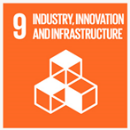 9 INDUSTRY, INNOVATION
AND INFRASTRUCTURE